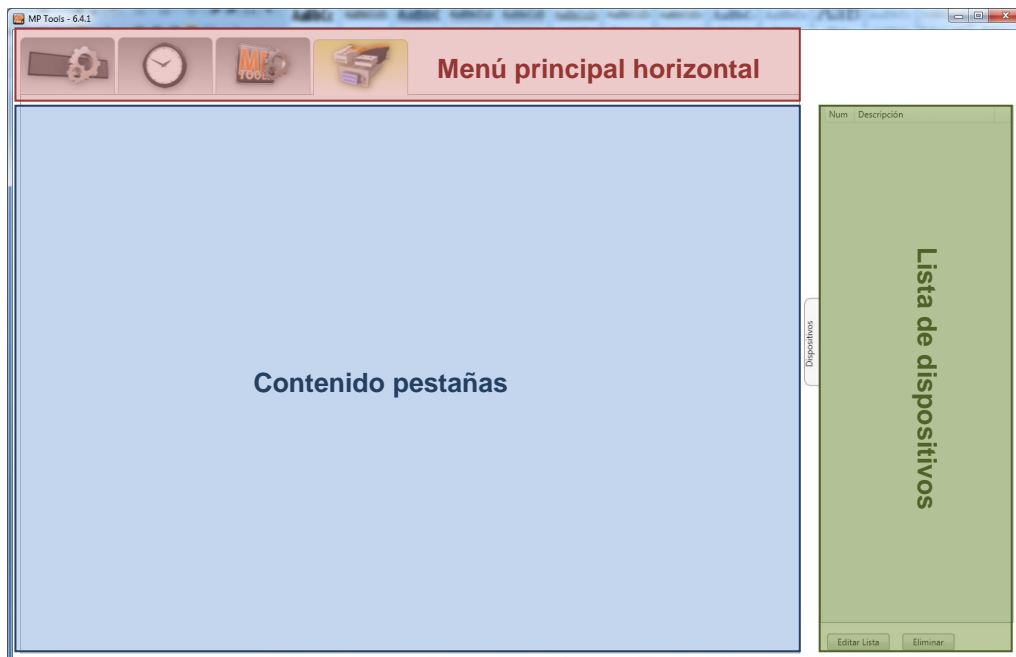 MP Tools - 6.4.1
MP
TOOLS
Menú principal horizontal
Num Descripción
Contenido pestañas
Dispositivos
Lista de dispositivos
Editar Lista Eliminar